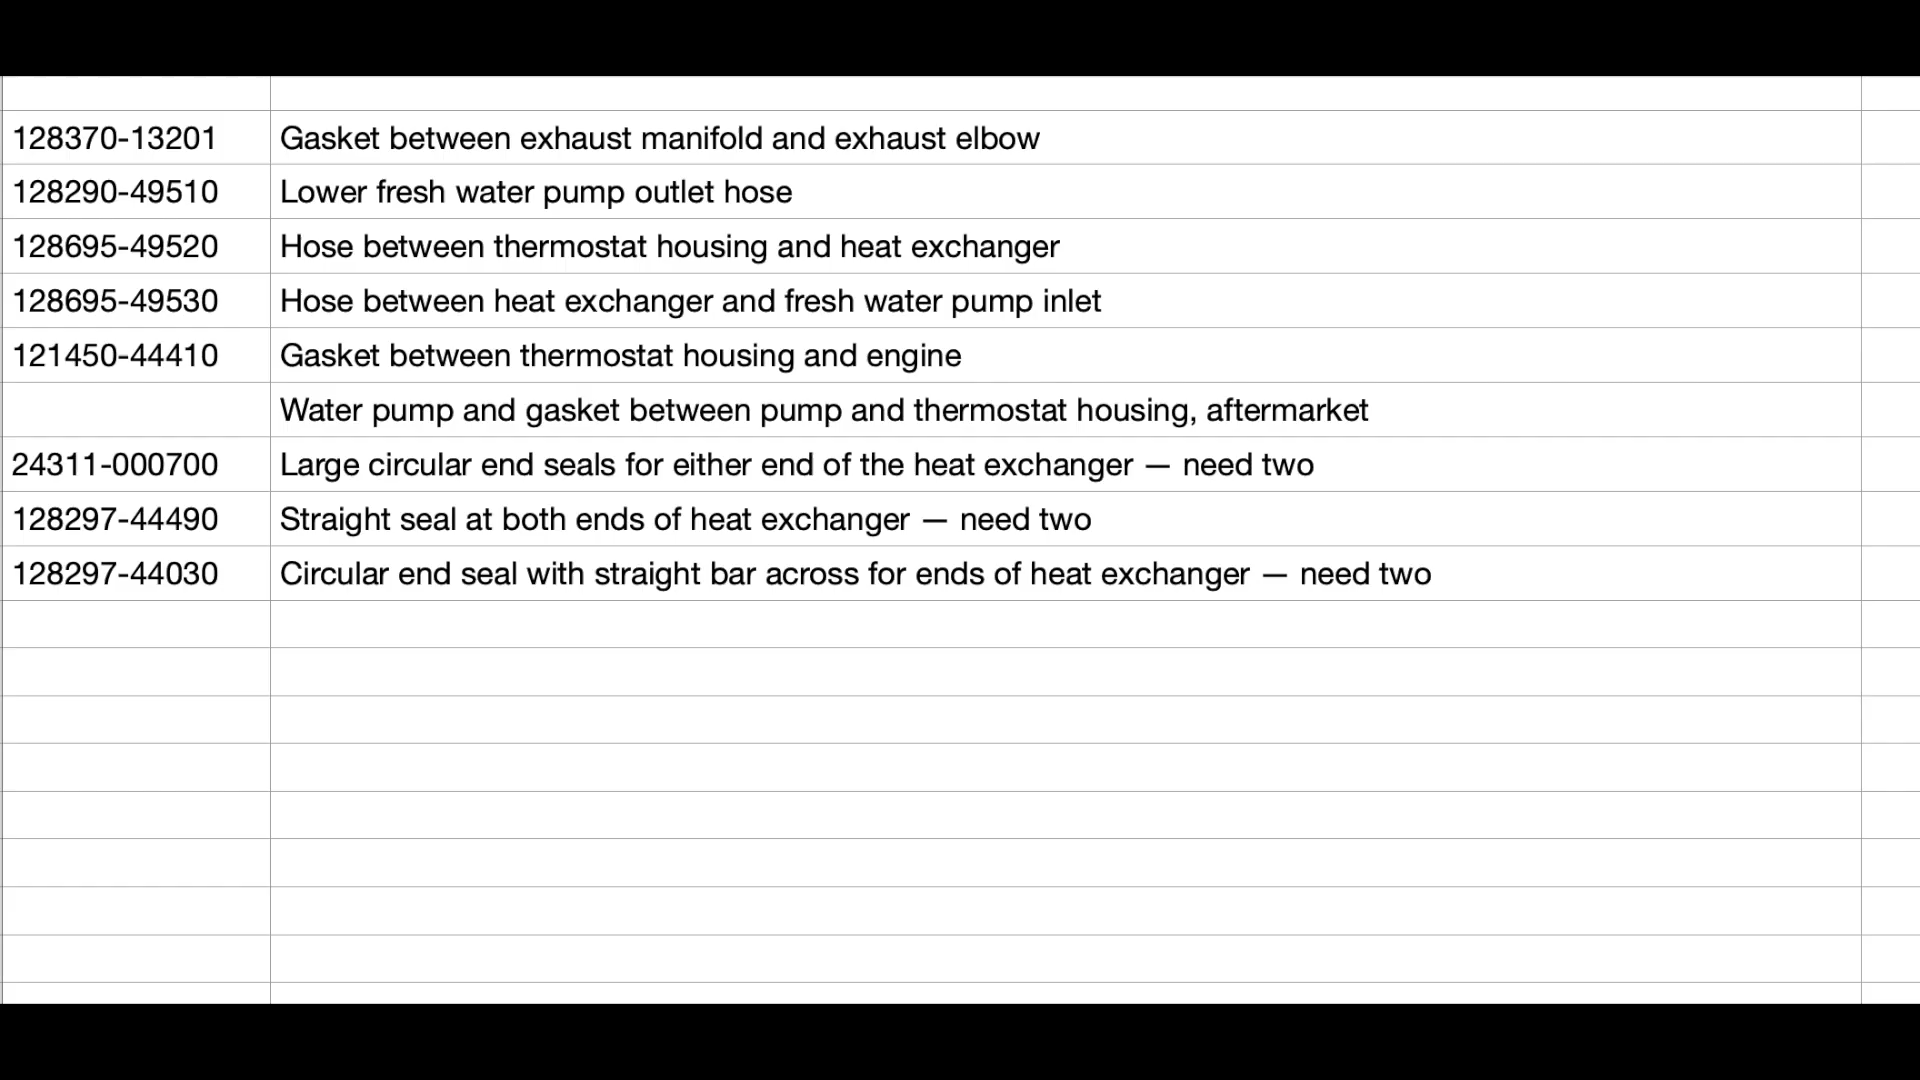 128370-13201 Gasket between exhaust manifold and exhaust elbow
128290-49510 Lower fresh water pump outlet hose
128695-49520 Hose between thermostat housing and heat exchanger
128695-49530 Hose between heat exchanger and fresh water pump inlet
121450-44410 Gasket between thermostat housing and engine
Water pump and gasket between pump and thermostat housing, aftermarket
24311-000700 Large circular end seals for either end of the heat exchanger — need two
128297-44490 Straight seal at both ends of heat exchanger — need two
128297-44030 Circular end seal with straight bar across for ends of heat exchanger — need two